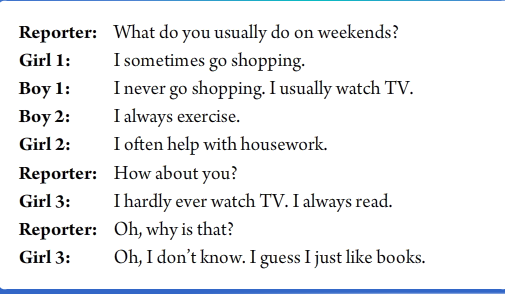 Reporter: What do you usually do on weekends?
Girl 1: I sometimes go shopping.
Boy 1: I never go shopping. I usually watch TV.
Boy 2: I always exercise.
Girl 2: I often help with housework.
Reporter: How about you?
Girl 3: I hardly ever watch TV. I always read.
Reporter: Oh, why is that?
Girl 3: Oh, I don’t know. I guess I just like books.